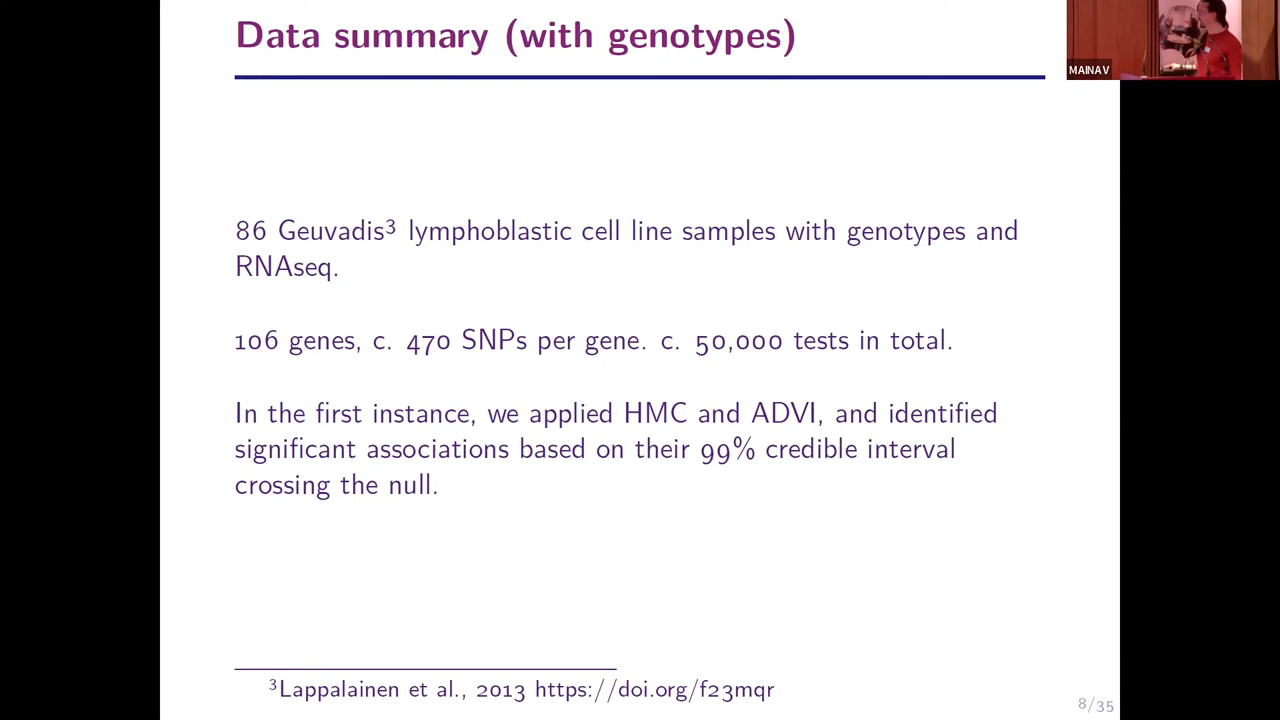 Data summary (with genotypes)
MAINAV
86 Geuvadis³ lymphoblastic cell line samples with genotypes and
RNAseq.
106 genes, c. 470 SNPs per gene. c. 50,000 tests in total.
In the first instance, we applied HMC and ADVI, and identified
significant associations based on their 99% credible interval
crossing the null.
³Lappalainen et al., 2013 https://doi.org/f23mqr
8/35